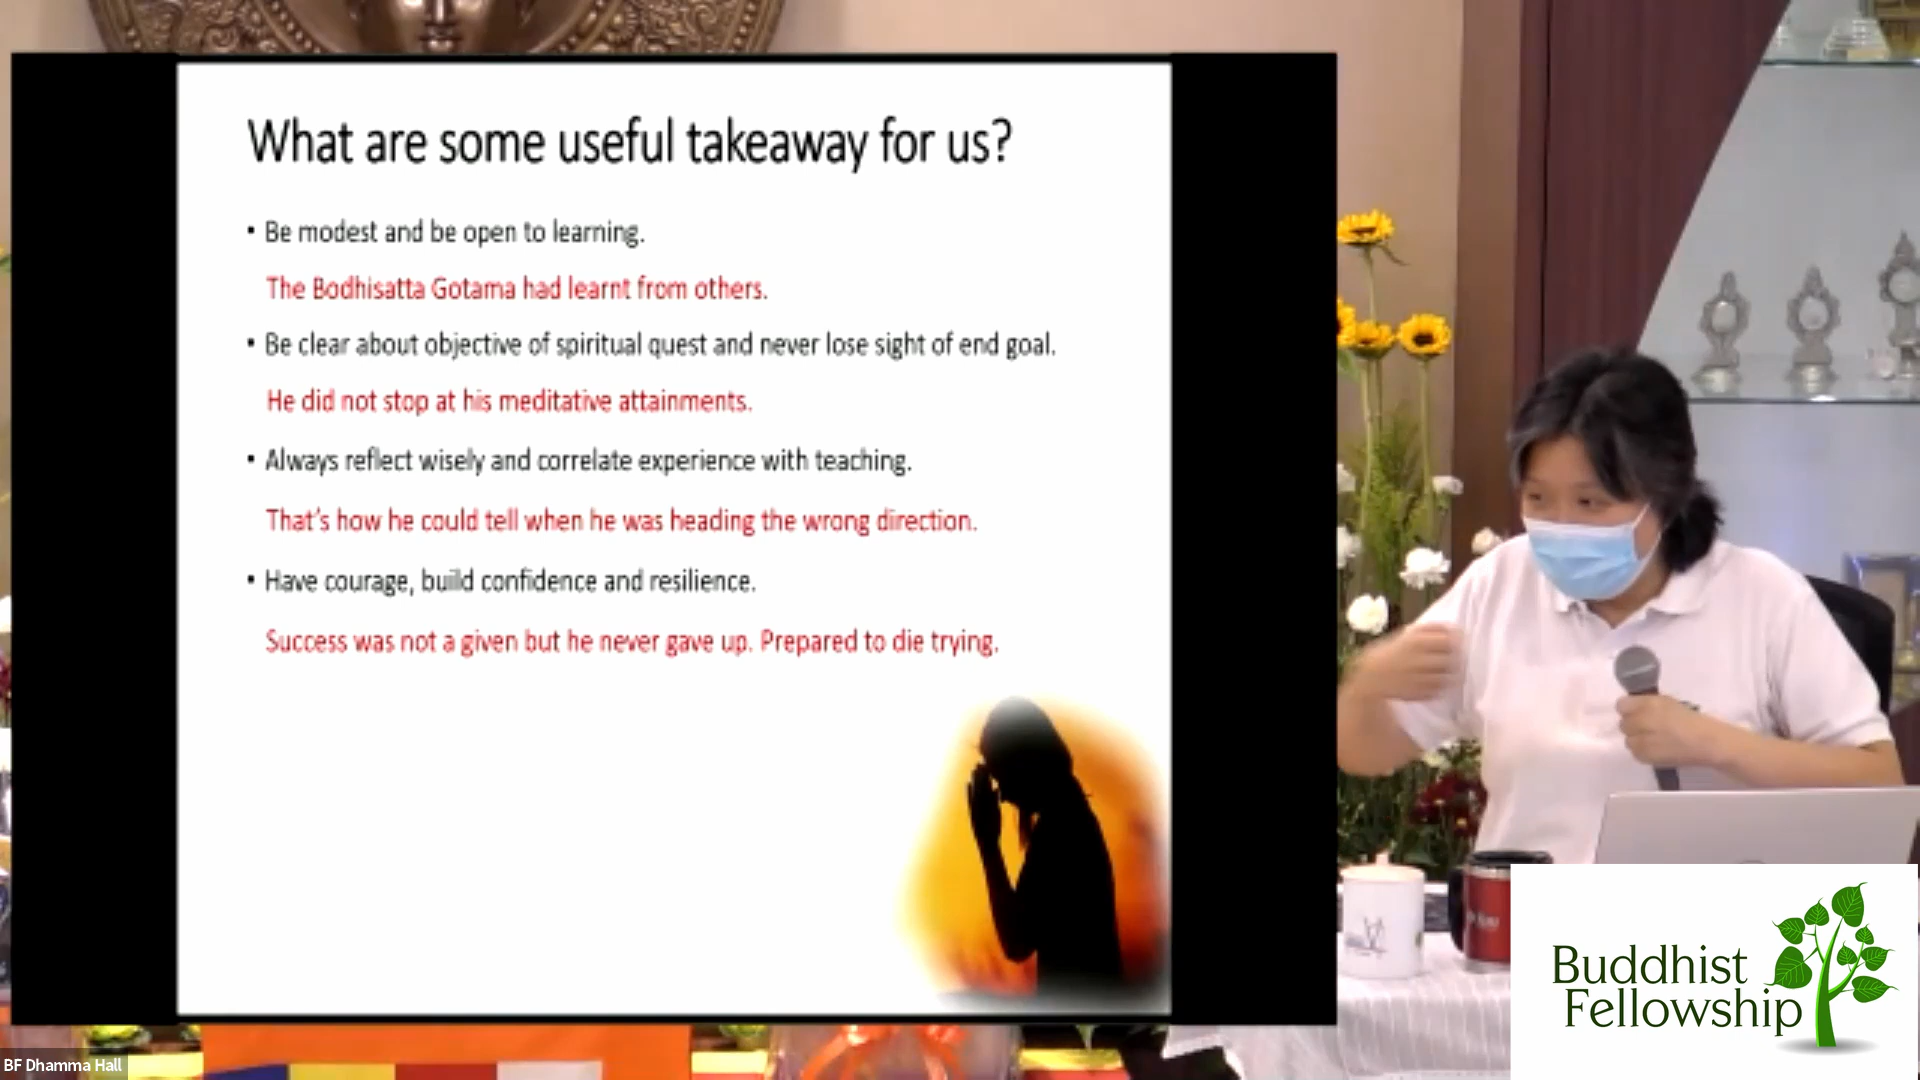 What are some useful takeaway for us?
• Be modest and be open to learning.
The Bodhisatta Gotama had learnt from others.
• Be clear about objective of spiritual quest and never lose sight of end goal.
He did not stop at his meditative attainments.
• Always reflect wisely and correlate experience with teaching.
That's how he could tell when he was heading the wrong direction.
• Have courage, build confidence and resilience.
Success was not a given but he never gave up. Prepared to die trying.
Buddhist
Fellowship
BF Dhamma Hall